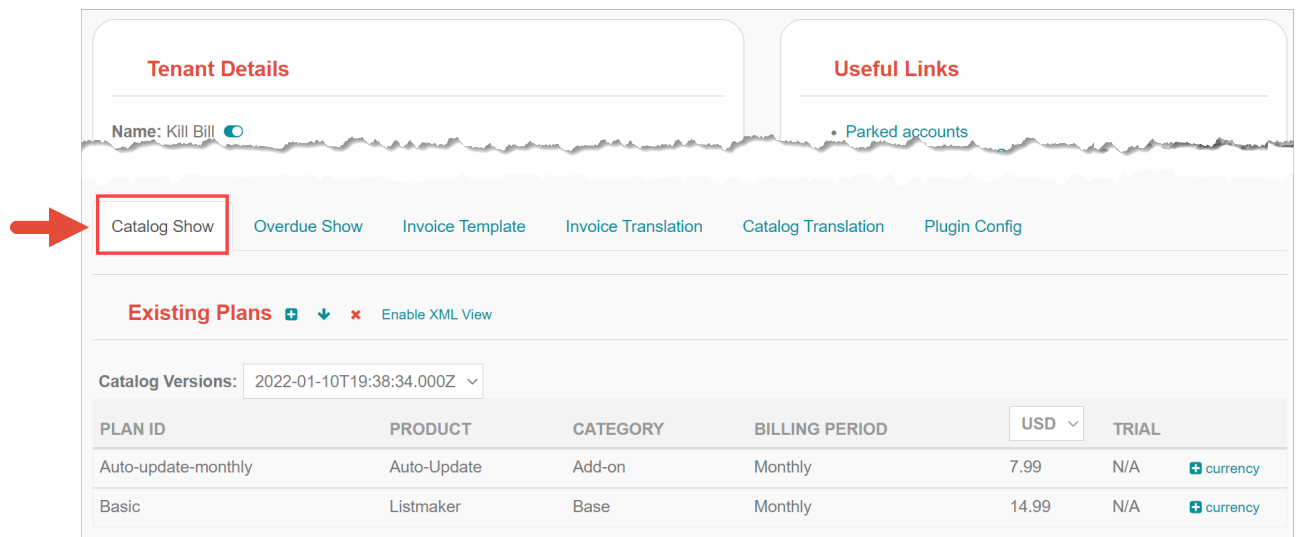 Tenant Details
Useful Links
Name: Kill Bill
• Parked accounts
Catalog Show Overdue Show Invoice Template Invoice Translation Catalog Translation Plugin Config
Existing Plans Enable XML View
Catalog Versions: 2022-01-10T19:38:34.000Z
PLAN ID PRODUCT CATEGORY BILLING PERIOD USD TRIAL
Auto-update-monthly Auto-Update Add-on Monthly 7.99 N/A currency
Basic Listmaker Base Monthly 14.99 N/A currency